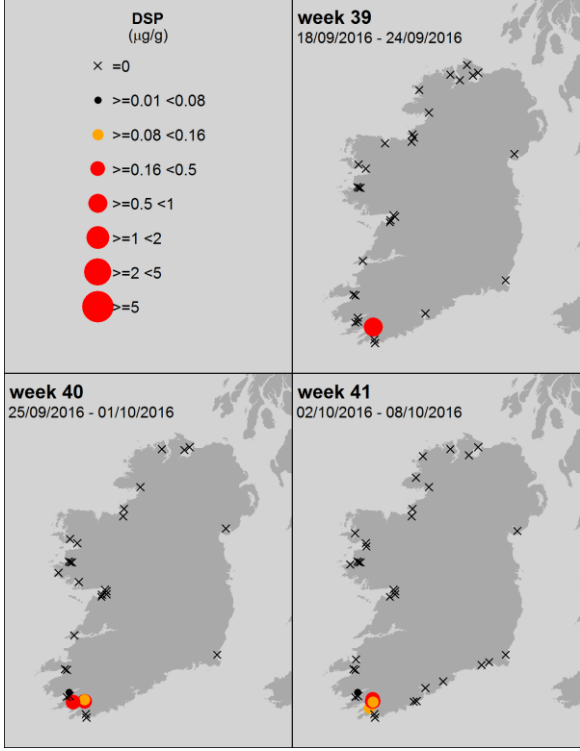 DSP
(µg/g)
=0
>=0.01 <0.08
>=0.08 <0.16
>=0.16 <0.5
>=0.5 <1
>=1 <2
>=2 <5
>=5
week 39
18/09/2016 - 24/09/2016
week 40
25/09/2016 - 01/10/2016
week 41
02/10/2016 - 08/10/2016